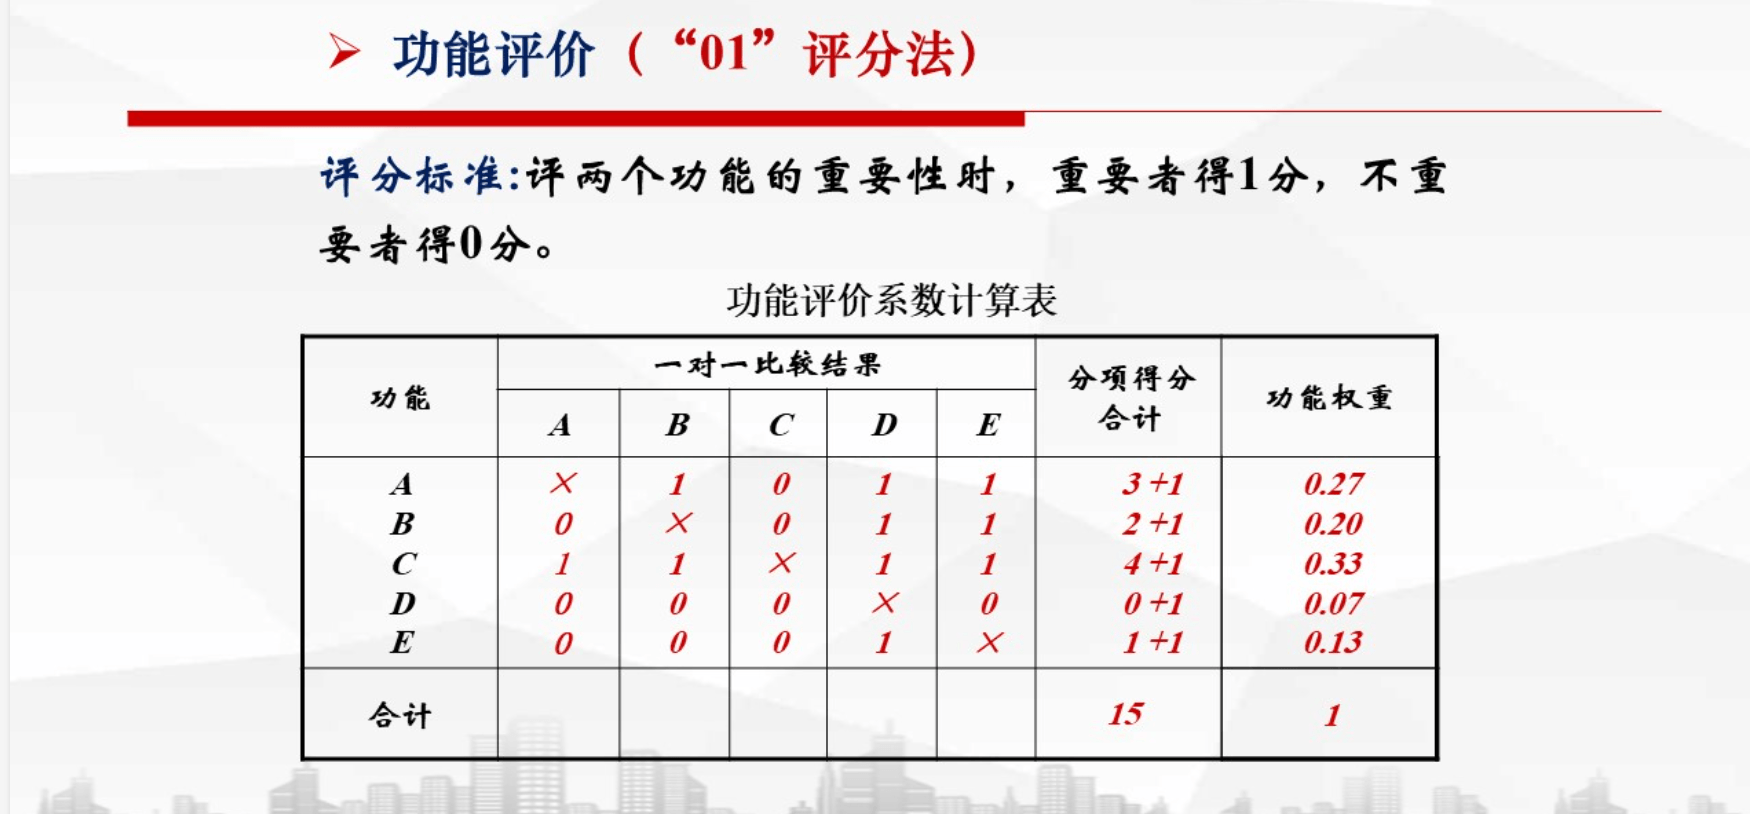 ➢ 功能评价（“01”评分法）
评分标准:评两个功能的重要性时，重要者得1分，不重
要者得0分。
功能评价系数计算表
功能 一对一比较结果 分项得分合计 功能权重
A B C D E
A × 1 0 1 1 3+1 0.27
B 0 × 0 1 1 2+1 0.20
C 1 1 × 1 1 4+1 0.33
D 0 0 0 × 0 0+1 0.07
E 0 0 0 1 × 1+1 0.13
合计 15 1